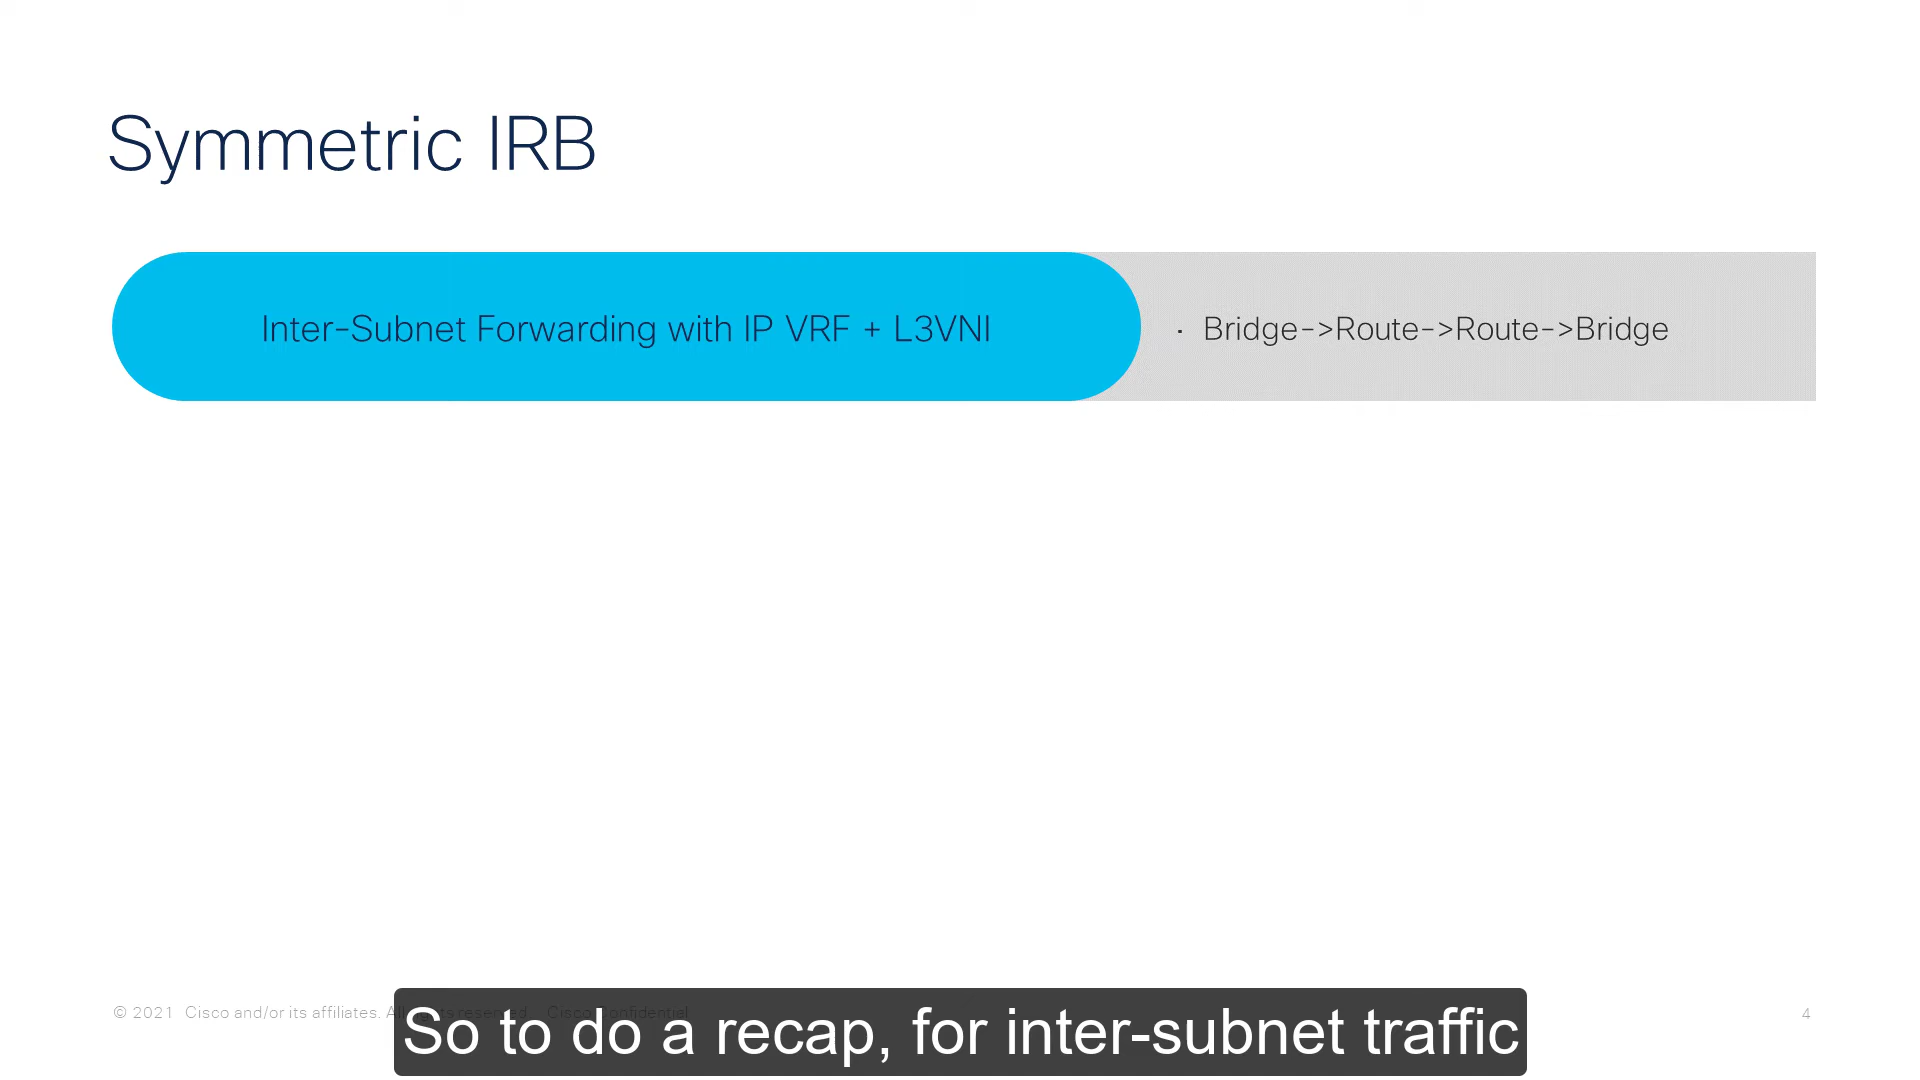 Symmetric IRB
Inter-Subnet Forwarding with IP VRF + L3VNI
· Bridge->Route->Route->Bridge
© 2021 Cisco and/or its affiliates. All rights reserved. Cisco Confidential
4
So to do a recap, for inter-subnet traffic